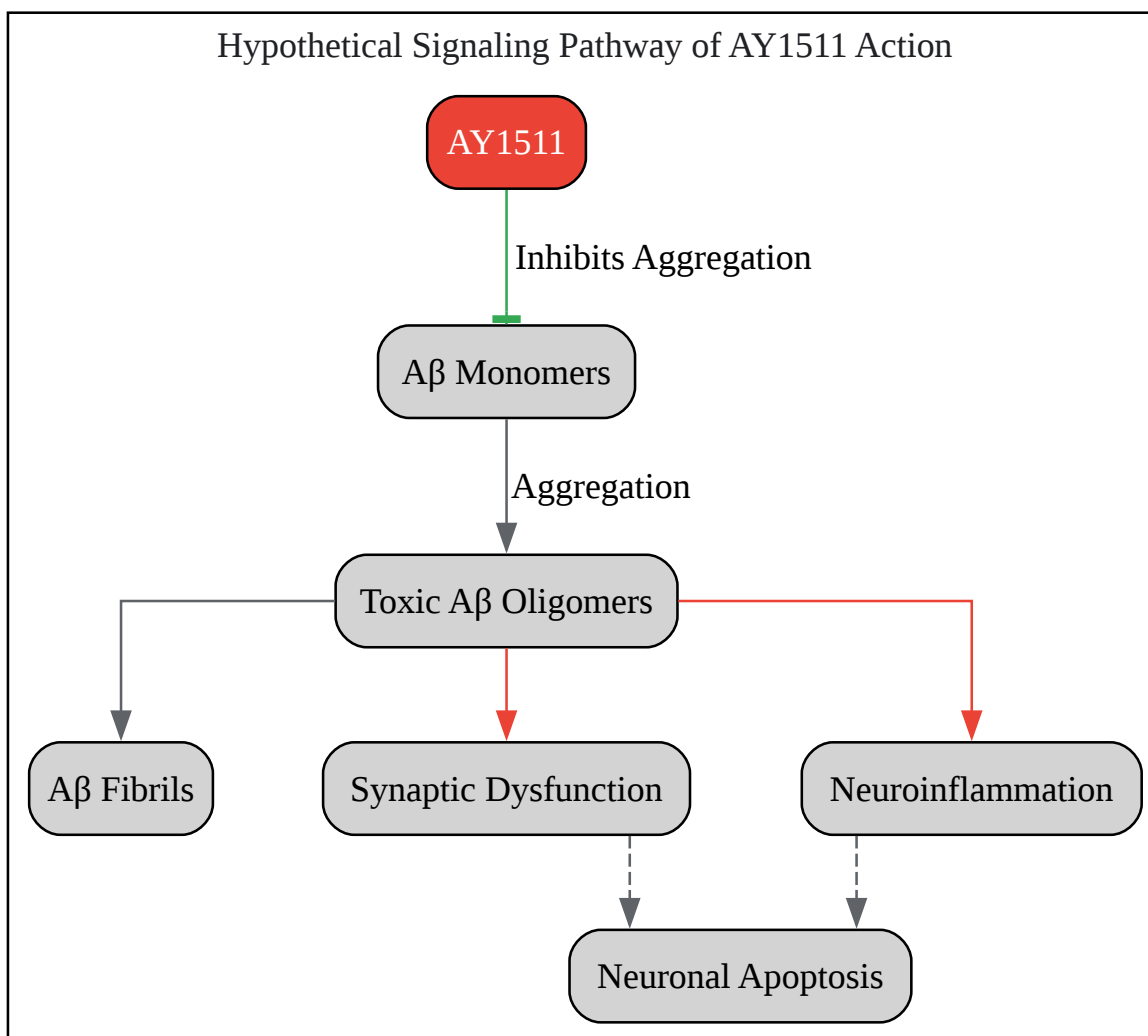 Hypothetical Signaling Pathway of AY1511 Action
AY1511
Inhibits Aggregation
Aβ Monomers
Aggregation
Toxic Aβ Oligomers
Aβ Fibrils
Synaptic Dysfunction
Neuroinflammation
Neuronal Apoptosis